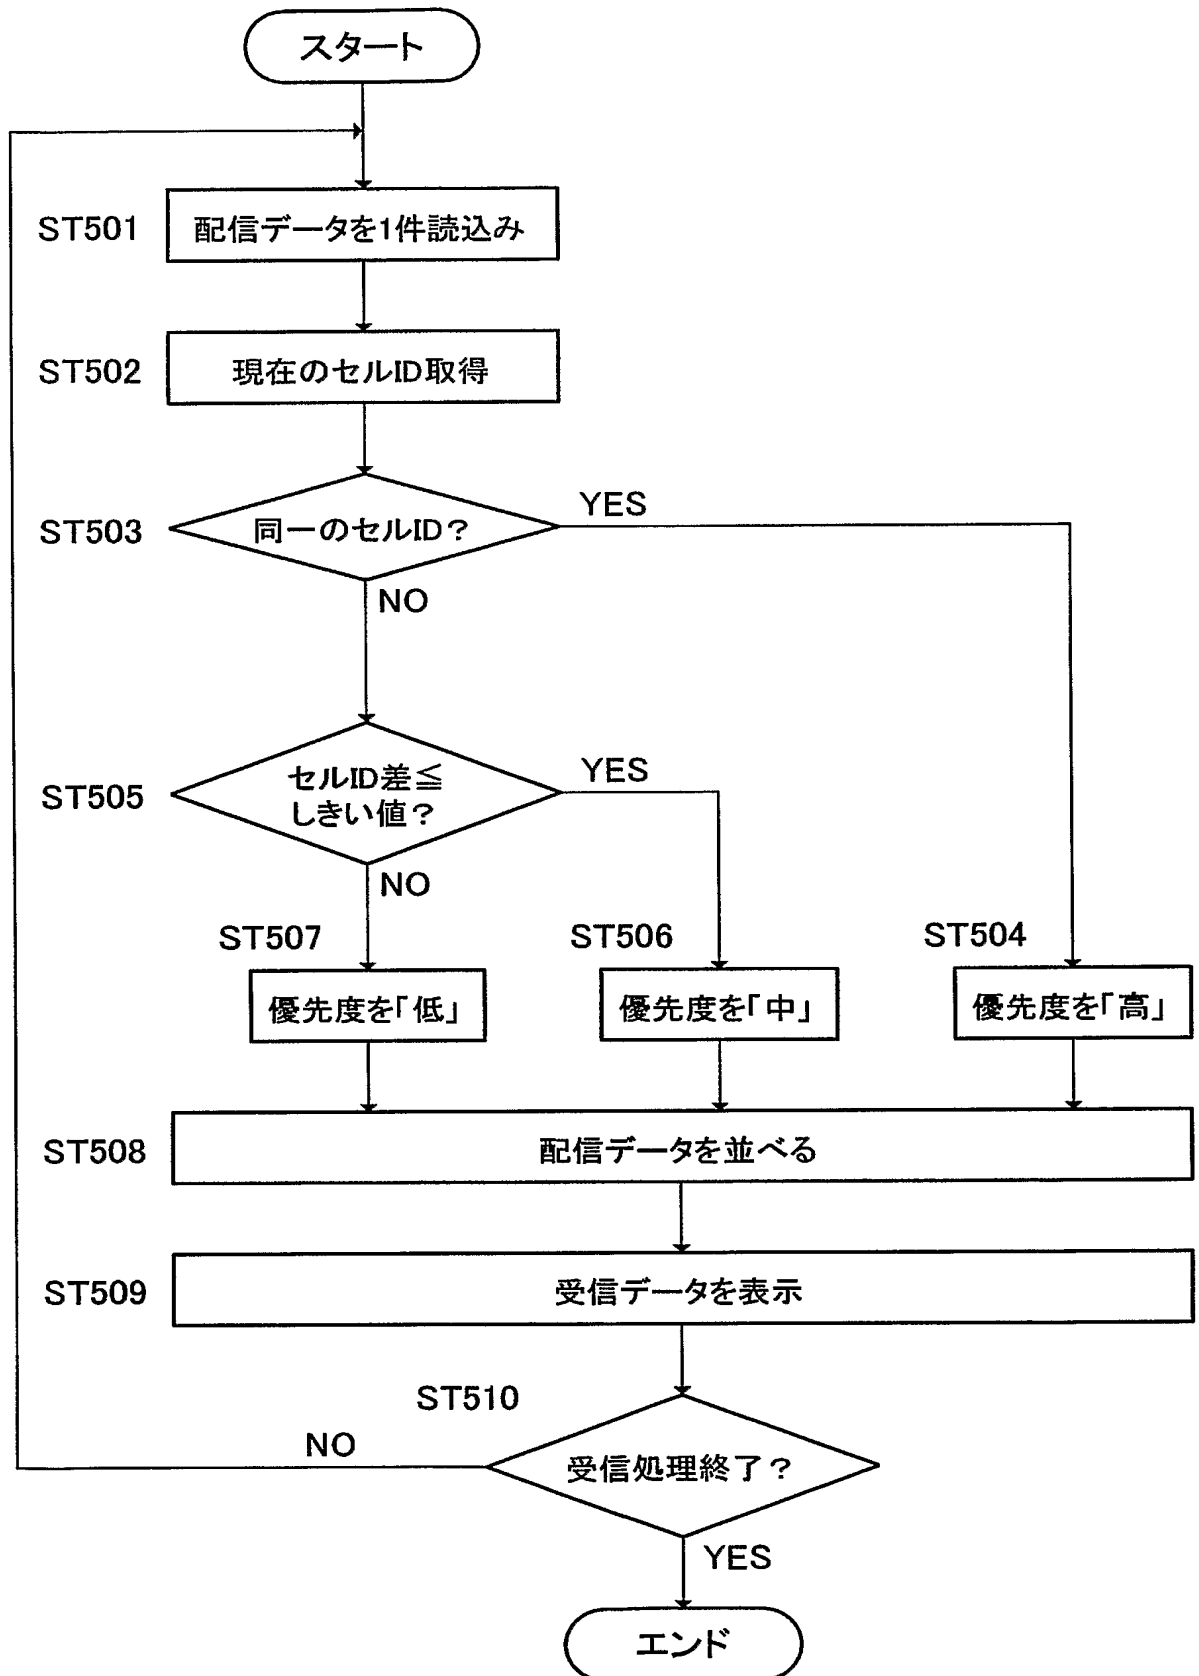 スタート
ST501
配信データを1件読込み
ST502
現在のセルID取得
ST503
同一のセルID？
YES
NO
ST505
セルID差≦
しきい値？
YES
NO
ST507
ST506
ST504
優先度を「低」
優先度を「中」
優先度を「高」
ST508
配信データを並べる
ST509
受信データを表示
ST510
NO
受信処理終了？
YES
エンド